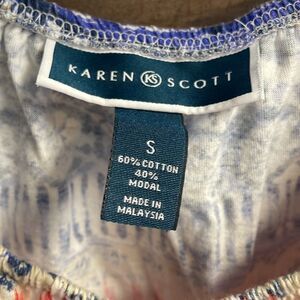 KAREN KS SCOTT
S
60% COTTON
40%
MODAL
MADE IN
MALAYSIA